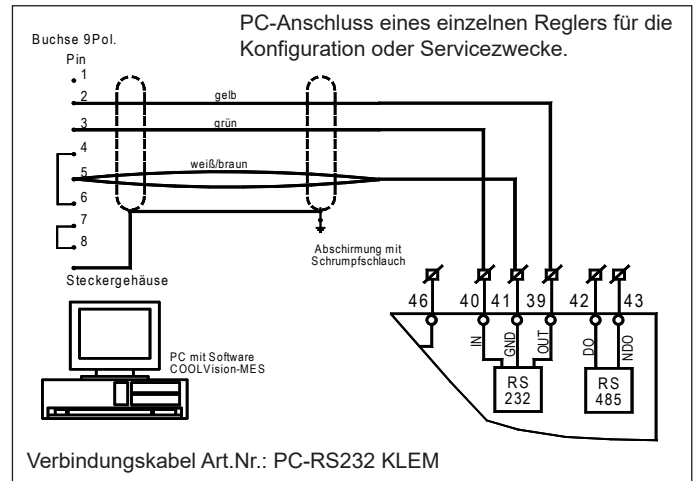 PC-Anschluss eines einzelnen Reglers für die
Konfiguration oder Servicezwecke.
Buchse 9Pol.
Pin
1
2
gelb
3
grün
4
5
weiß/braun
6
7
8
Abschirmung mit
Schrumpfschlauch
Steckergehäuse
46 40 41 39 42 43
IN GND OUT DO NDO
PC mit Software
COOLVision-MES
RS
232
RS
485
Verbindungskabel Art.Nr.: PC-RS232 KLEM